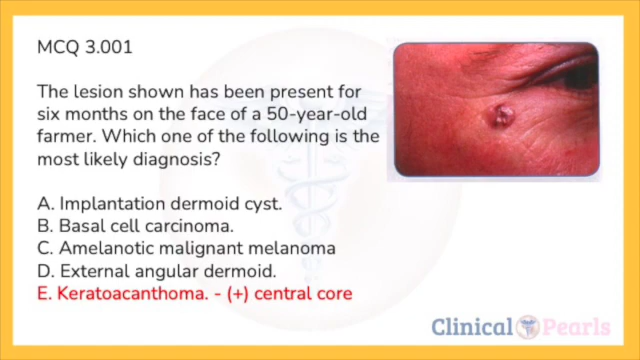 MCQ 3.001
The lesion shown has been present for
six months on the face of a 50-year-old
farmer. Which one of the following is the
most likely diagnosis?
A. Implantation dermoid cyst.
B. Basal cell carcinoma.
C. Amelanotic malignant melanoma
D. External angular dermoid.
E. Keratoacanthoma. - (+) central core
Clinical Pearls